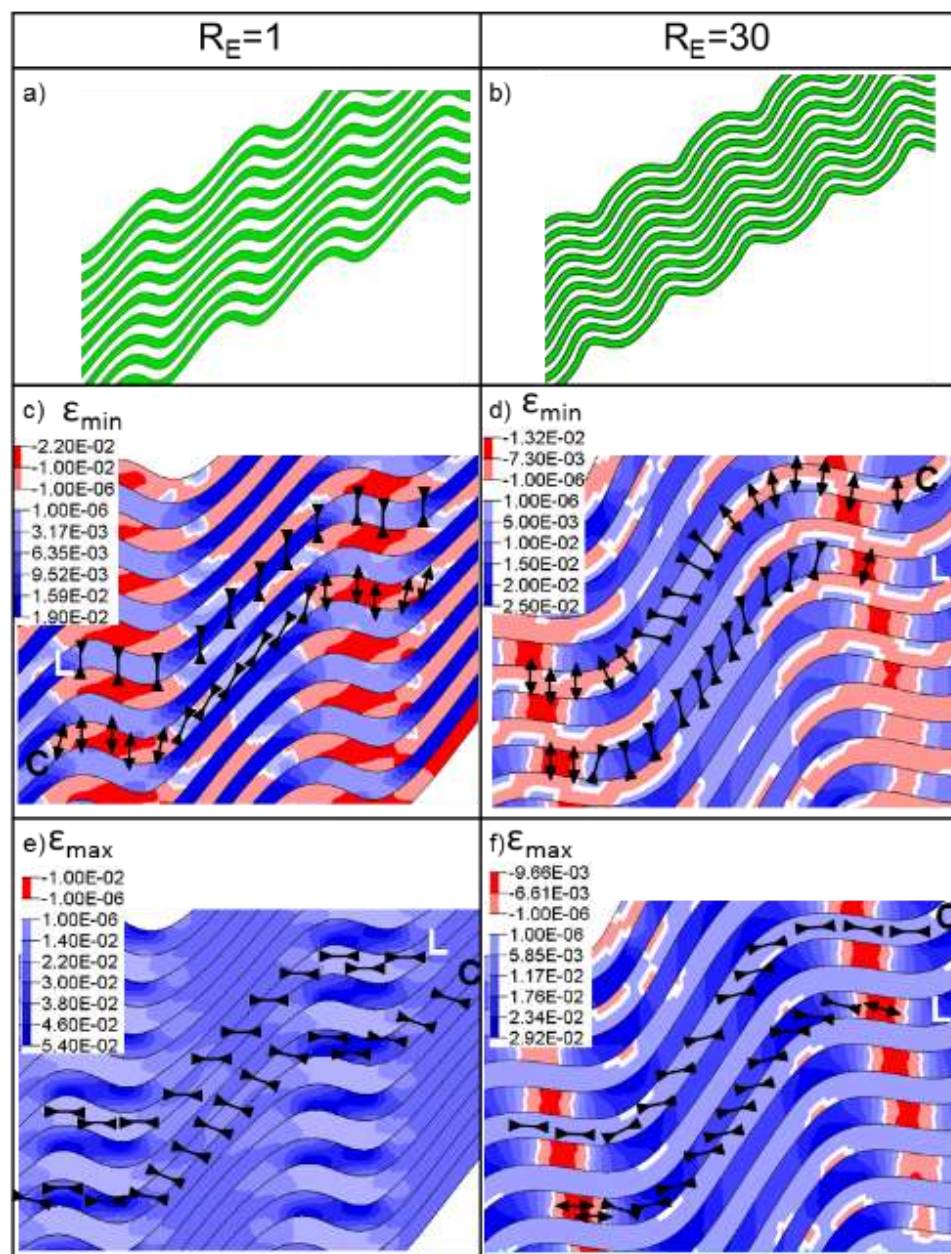 R_E=1
R_E=30
a)
b)
c) ε_min
-2.20E-02
-1.00E-02
-1.00E-06
1.00E-06
3.17E-03
6.35E-03
9.52E-03
1.59E-02
1.90E-02
L
C
d) ε_min
-1.32E-02
-7.30E-03
-1.00E-06
1.00E-06
5.00E-03
1.00E-02
1.50E-02
2.00E-02
2.50E-02
C
L
e) ε_max
-1.00E-02
-1.00E-06
1.00E-06
1.40E-02
2.20E-02
3.00E-02
3.80E-02
4.60E-02
5.40E-02
L
C
f) ε_max
-9.66E-03
-6.61E-03
-1.00E-06
1.00E-06
5.85E-03
1.17E-02
1.76E-02
2.34E-02
2.92E-02
C
L